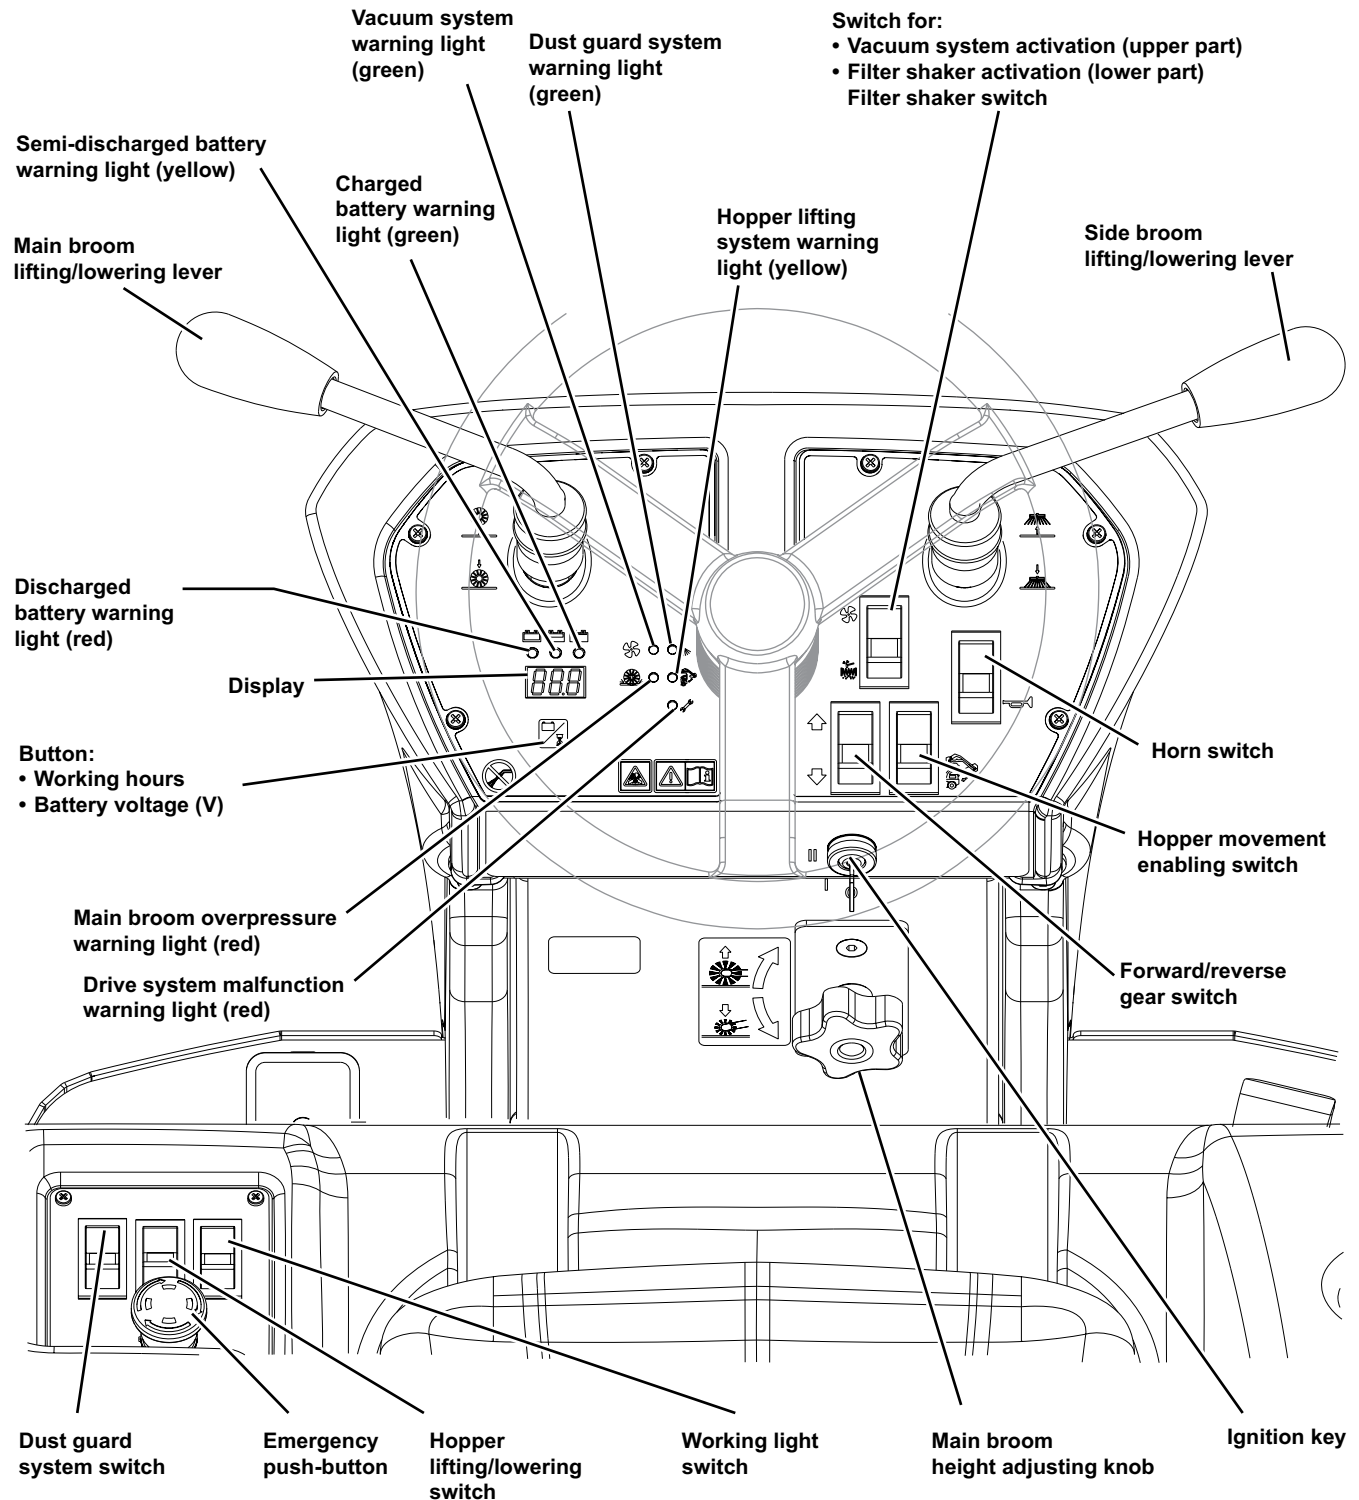 Vacuum system
warning light
(green)
Dust guard system
warning light
(green)
Switch for:
• Vacuum system activation (upper part)
• Filter shaker activation (lower part)
Filter shaker switch
Semi-discharged battery
warning light (yellow)
Charged
battery warning
light (green)
Hopper lifting
system warning
light (yellow)
Main broom
lifting/lowering lever
Side broom
lifting/lowering lever
Discharged
battery warning
light (red)
Display
888
Button:
• Working hours
• Battery voltage (V)
Horn switch
Hopper movement
enabling switch
Main broom overpressure
warning light (red)
Drive system malfunction
warning light (red)
Forward/reverse
gear switch
Dust guard
system switch
Emergency
push-button
Hopper
lifting/lowering
switch
Working light
switch
Main broom
height adjusting knob
Ignition key